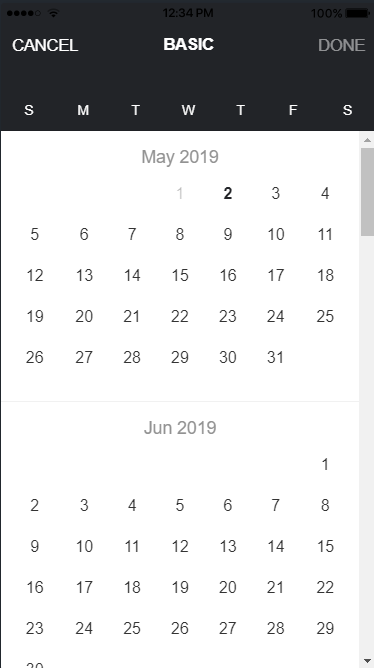 12:34 PM 100%
CANCEL BASIC DONE
S M T W T F S
May 2019
1 2 3 4
5 6 7 8 9 10 11
12 13 14 15 16 17 18
19 20 21 22 23 24 25
26 27 28 29 30 31
Jun 2019
1
2 3 4 5 6 7 8
9 10 11 12 13 14 15
16 17 18 19 20 21 22
23 24 25 26 27 28 29
30